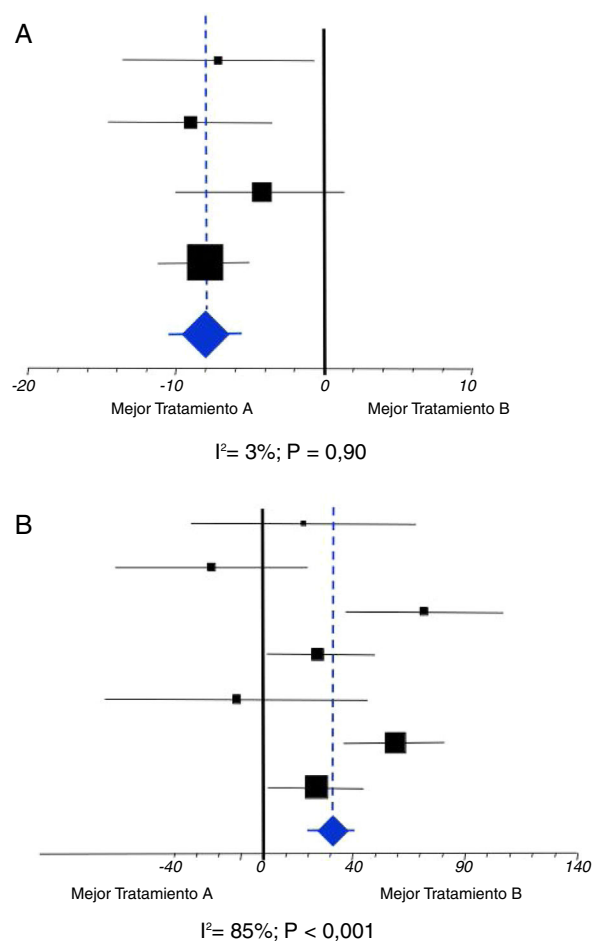 A
-20 -10 0 10
Mejor Tratamiento A Mejor Tratamiento B
I²= 3%; P = 0,90
B
-40 0 40 90 140
Mejor Tratamiento A Mejor Tratamiento B
I²= 85%; P < 0,001